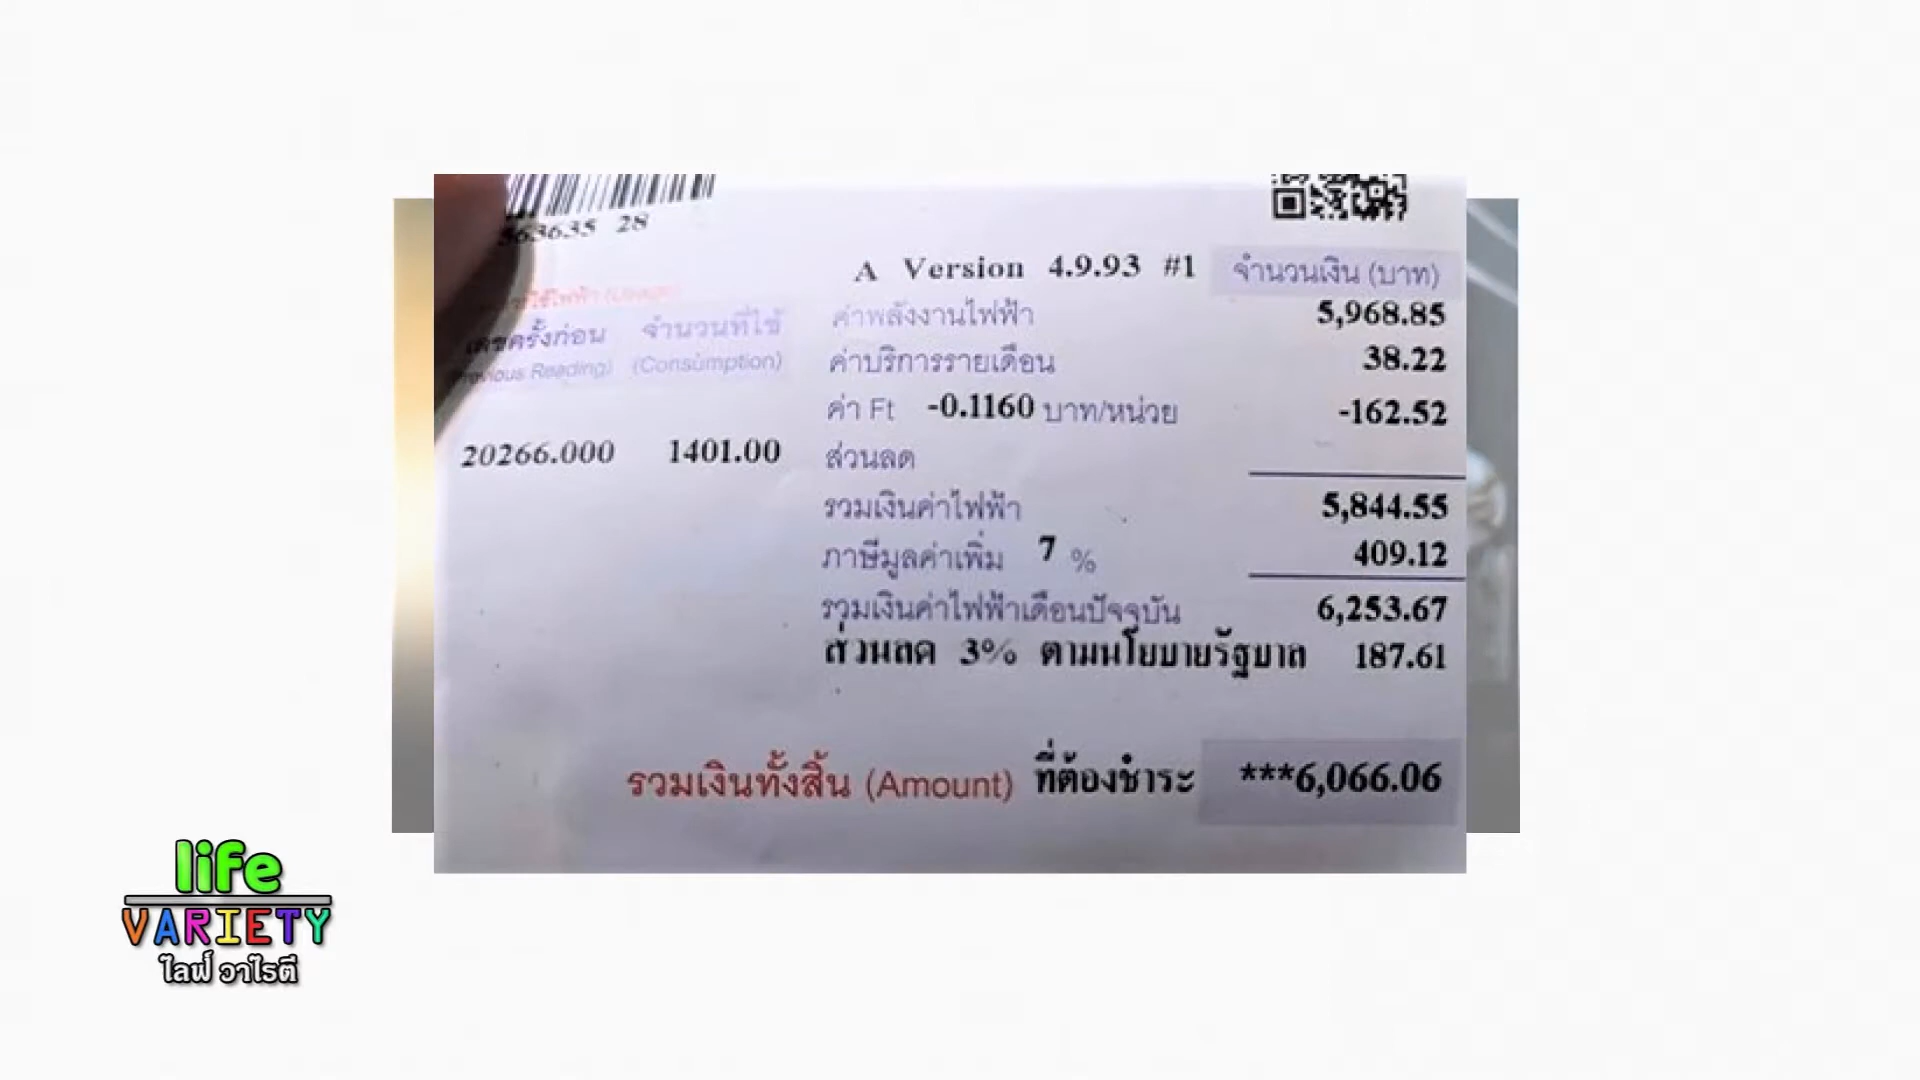 28
A Version 4.9.93 #1 จำนวนเงิน (บาท)
ค่าพลังงานไฟฟ้า 5,968.85
เลขครั้งก่อน จำนวนที่ใช้
(Previous Reading) (Consumption)
ค่าบริการรายเดือน 38.22
ค่า Ft -0.1160 บาท/หน่วย -162.52
20266.000 1401.00 ส่วนลด
รวมเงินค่าไฟฟ้า 5,844.55
ภาษีมูลค่าเพิ่ม 7 % 409.12
รวมเงินค่าไฟฟ้าเดือนปัจจุบัน 6,253.67
ส่วนลด 3% ตามนโยบายรัฐบาล 187.61
รวมเงินทั้งสิ้น (Amount) ที่ต้องชำระ ***6,066.06
life
VARIETY
ไลฟ์ วาไรตี